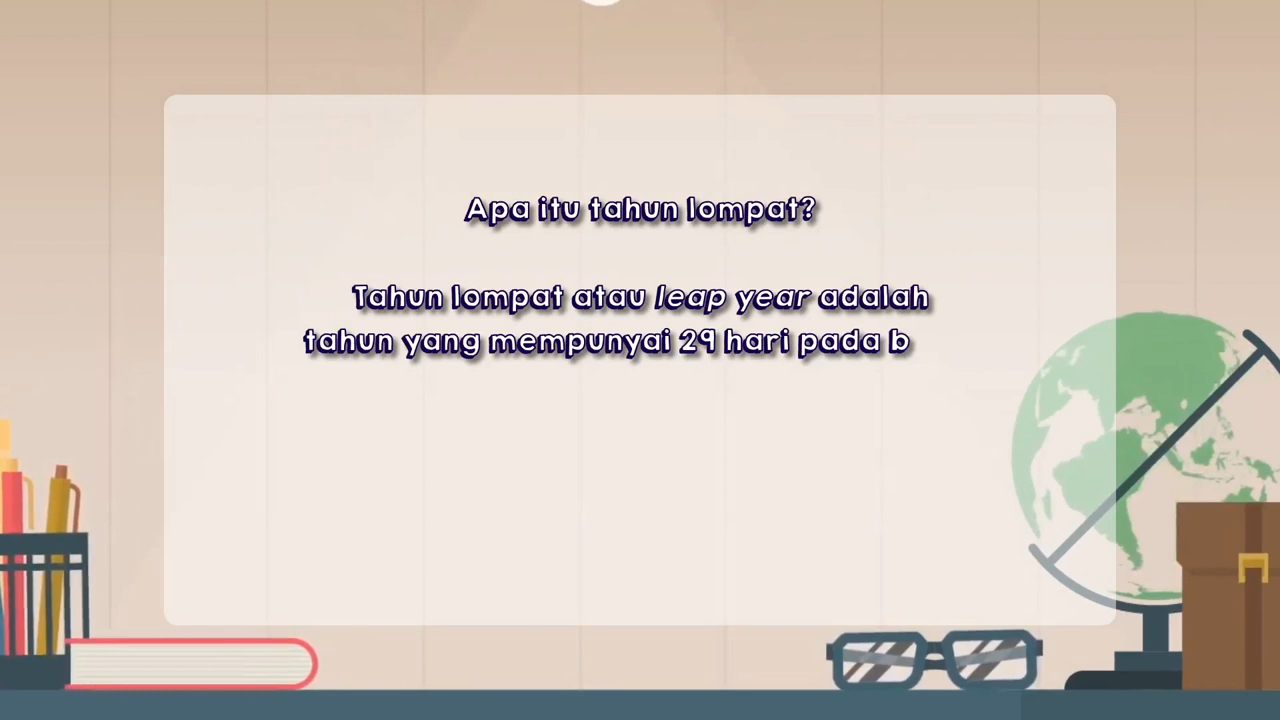 Apa itu tahun lompat?
Tahun lompat atau leap year adalah
tahun yang mempunyai 29 hari pada b